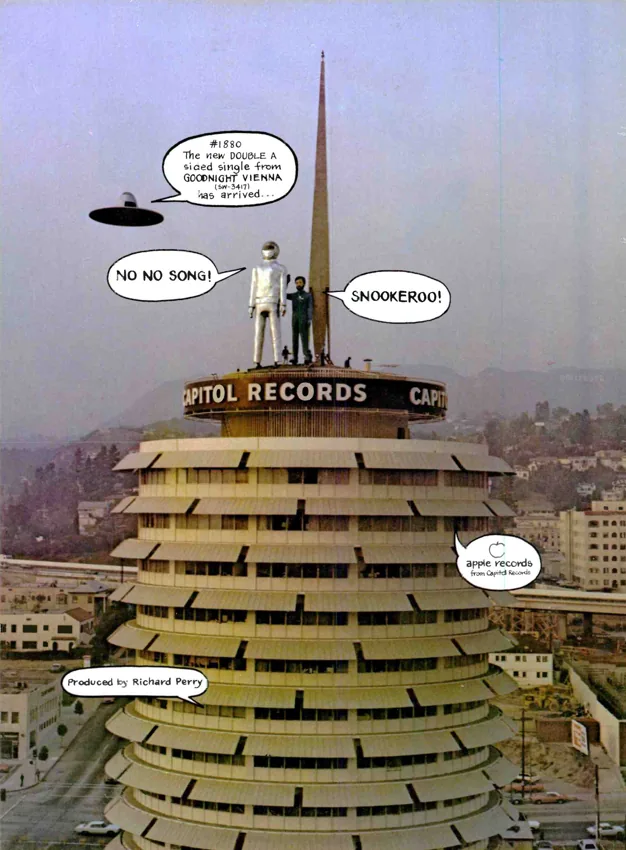 #1880
The new DOUBLE A
sided single from
GOODNIGHT VIENNA
(SW-3417)
has arrived...
NO NO SONG!
SNOOKEROO!
CAPITOL RECORDS CAPI
apple records
from Capitol Records
Produced by Richard Perry